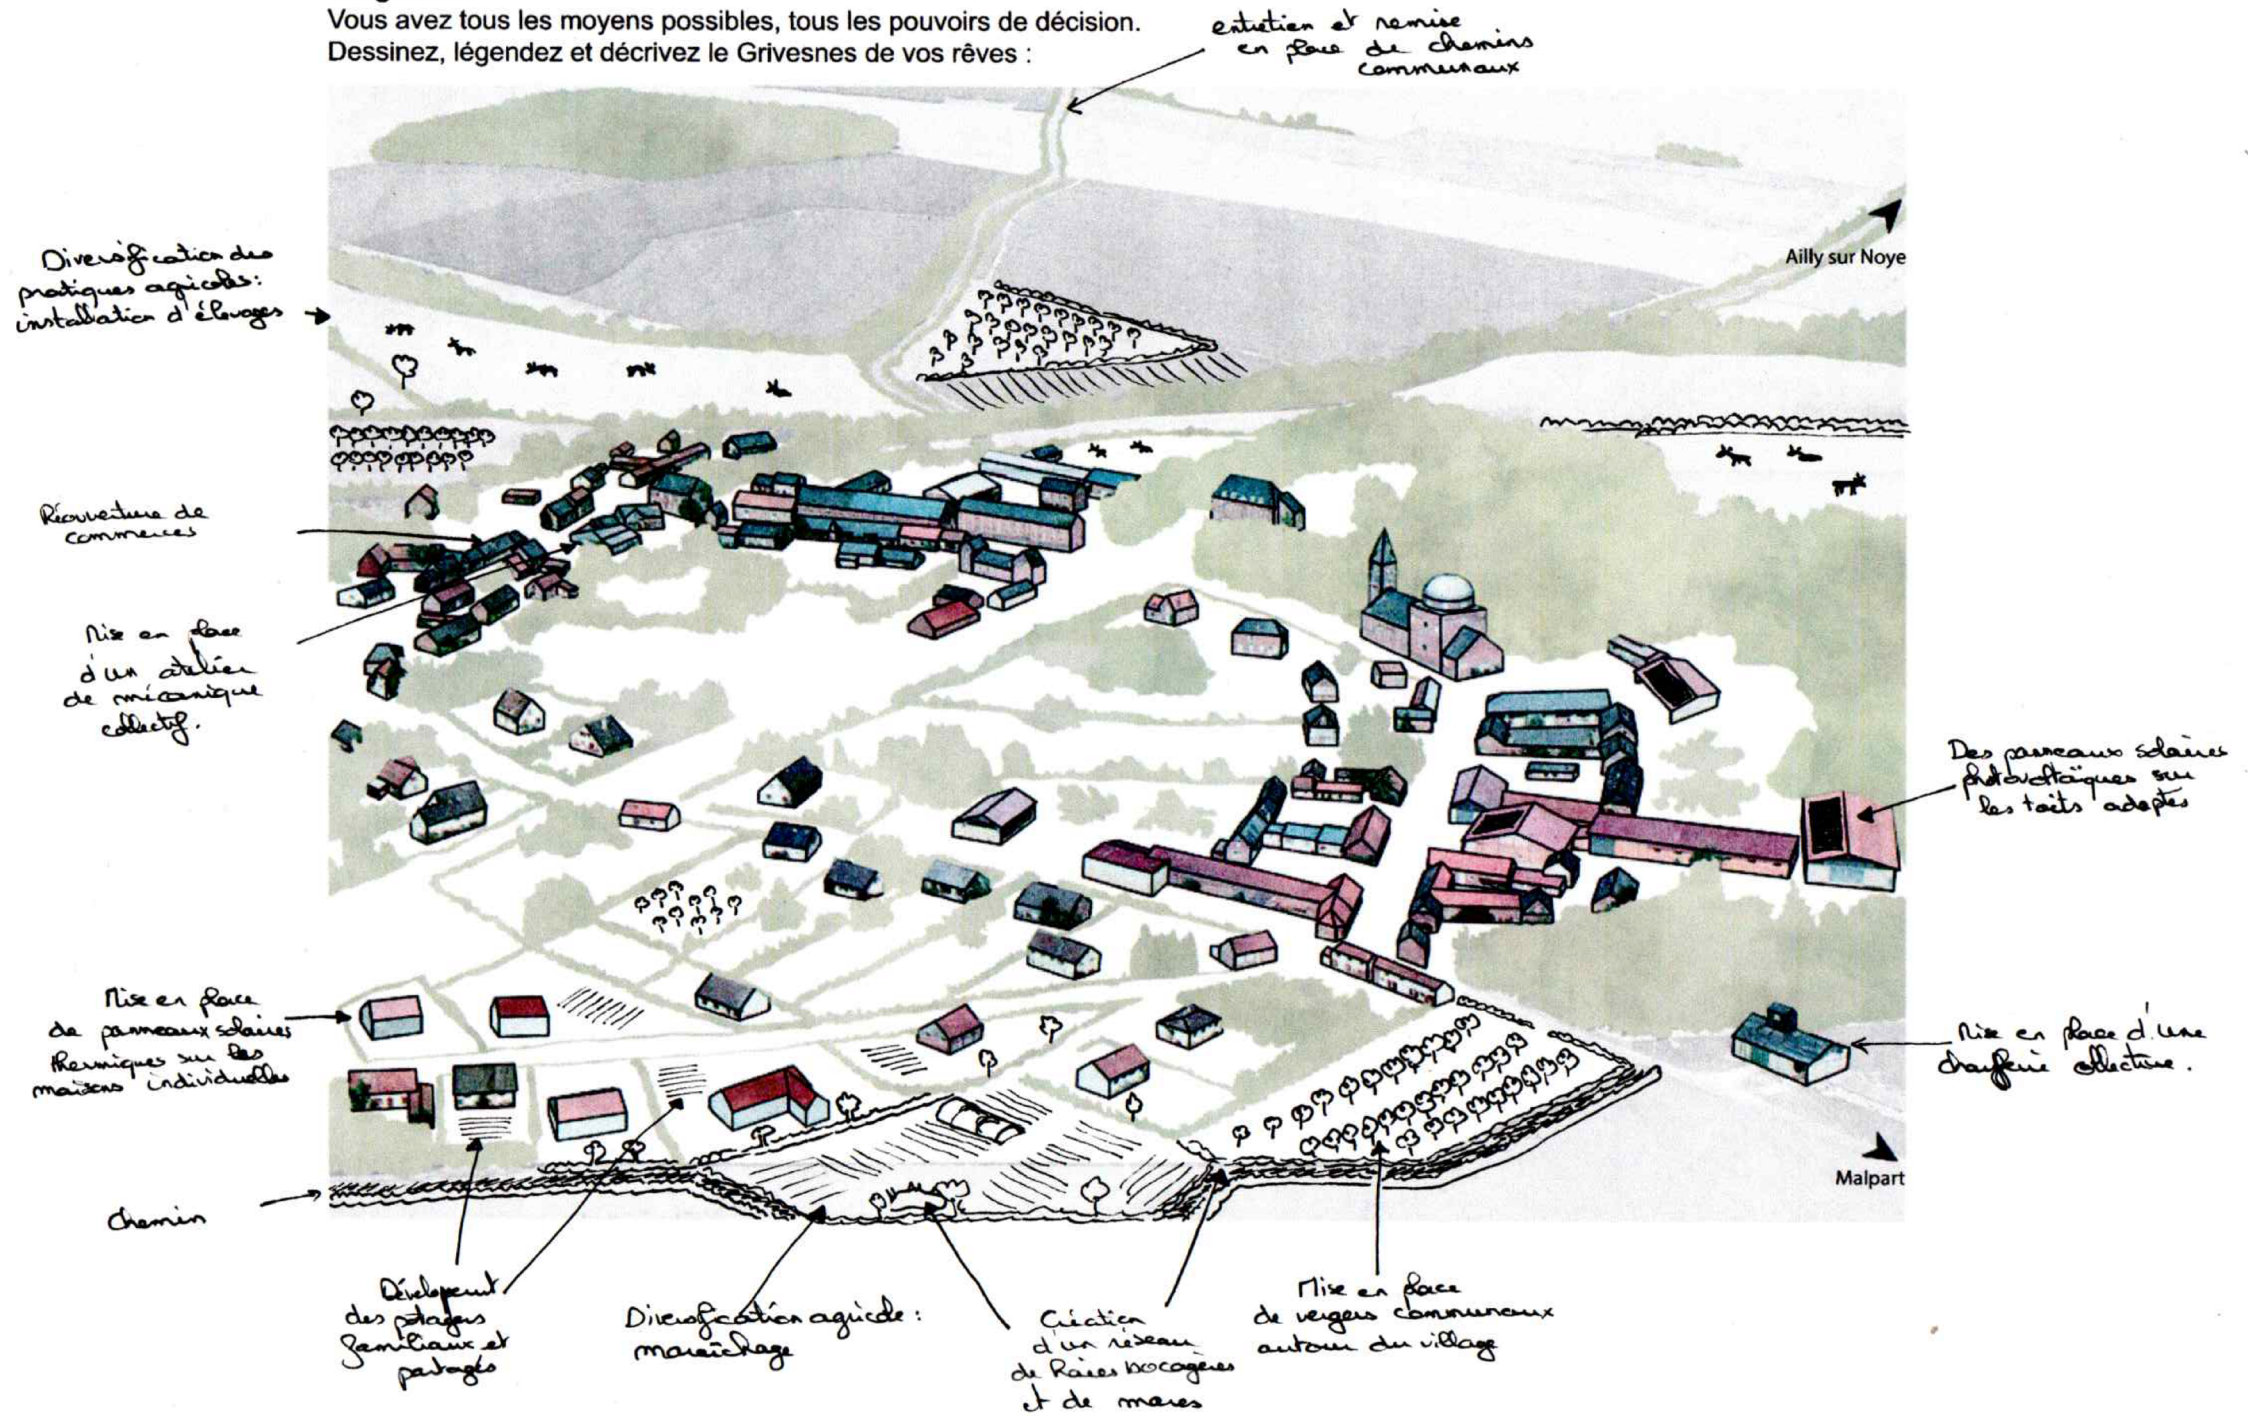 Vous avez tous les moyens possibles, tous les pouvoirs de décision.
Dessinez, légendez et décrivez le Grivesnes de vos rêves :
entretien et remise
en place de chemins
communaux
Ailly sur Noye
Diversification des
pratiques agricoles:
installation d'élevages
Réouverture de
commerces
Mise en place
d'un atelier
de mécanique
collectif.
Des panneaux solaires
photovoltaïques sur
les toits adaptés
Mise en place
de panneaux solaires
thermiques sur les
maisons individuelles
Mise en place d'une
chaufferie collective.
Malpart
chemin
Dévelopment
des potagers
familiaux et
partagés
Diversification agricole :
maraîchage
Création
d'un réseau
de haies bocagères
et de mares
Mise en place
de vergers communaux
autour du village